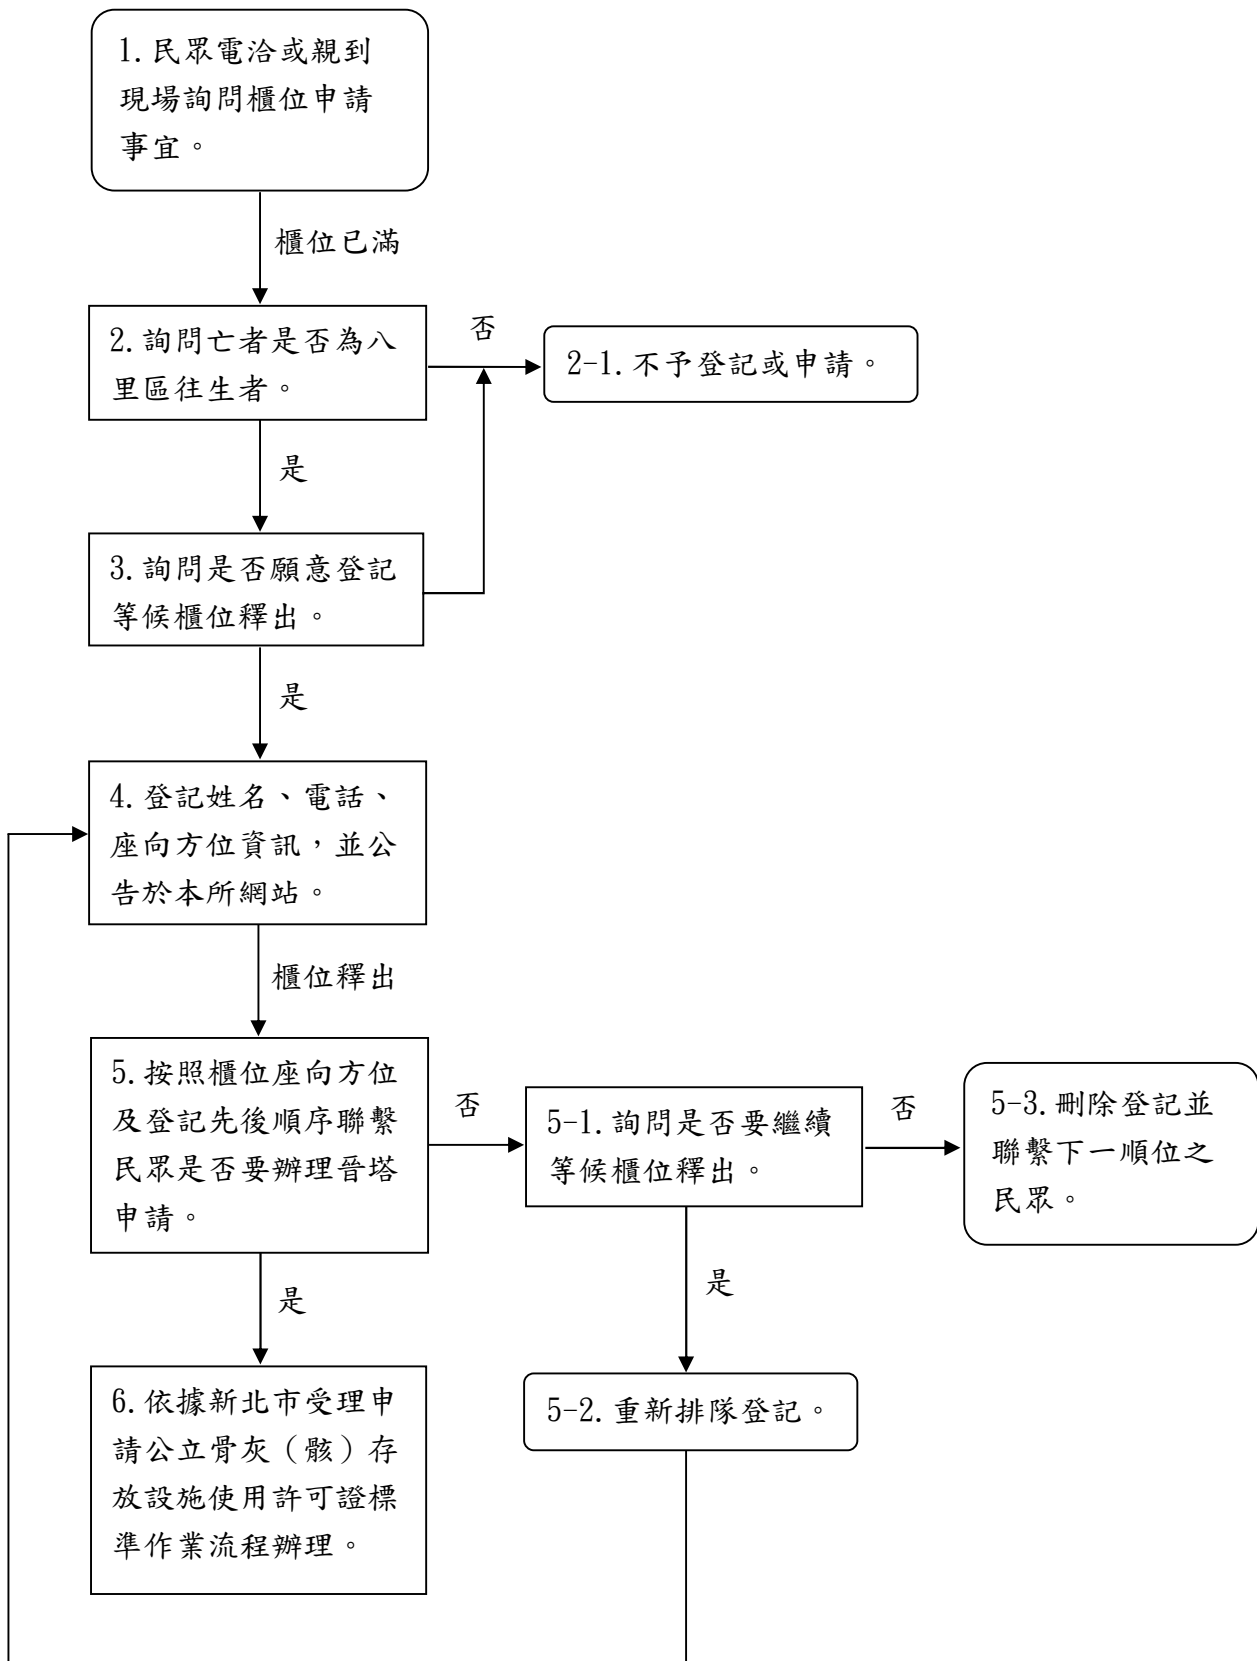 1.民眾電洽或親到
現場詢問櫃位申請
事宜。
櫃位已滿
2.詢問亡者是否為八
里區往生者。
否
2-1.不予登記或申請。
是
3.詢問是否願意登記
等候櫃位釋出。
是
4.登記姓名、電話、
座向方位資訊，並公
告於本所網站。
櫃位釋出
5.按照櫃位座向方位
及登記先後順序聯繫
民眾是否要辦理晉塔
申請。
否
5-1.詢問是否要繼續
等候櫃位釋出。
否
5-3.刪除登記並
聯繫下一順位之
民眾。
是
是
5-2.重新排隊登記。
6.依據新北市受理申
請公立骨灰（骸）存
放設施使用許可證標
準作業流程辦理。